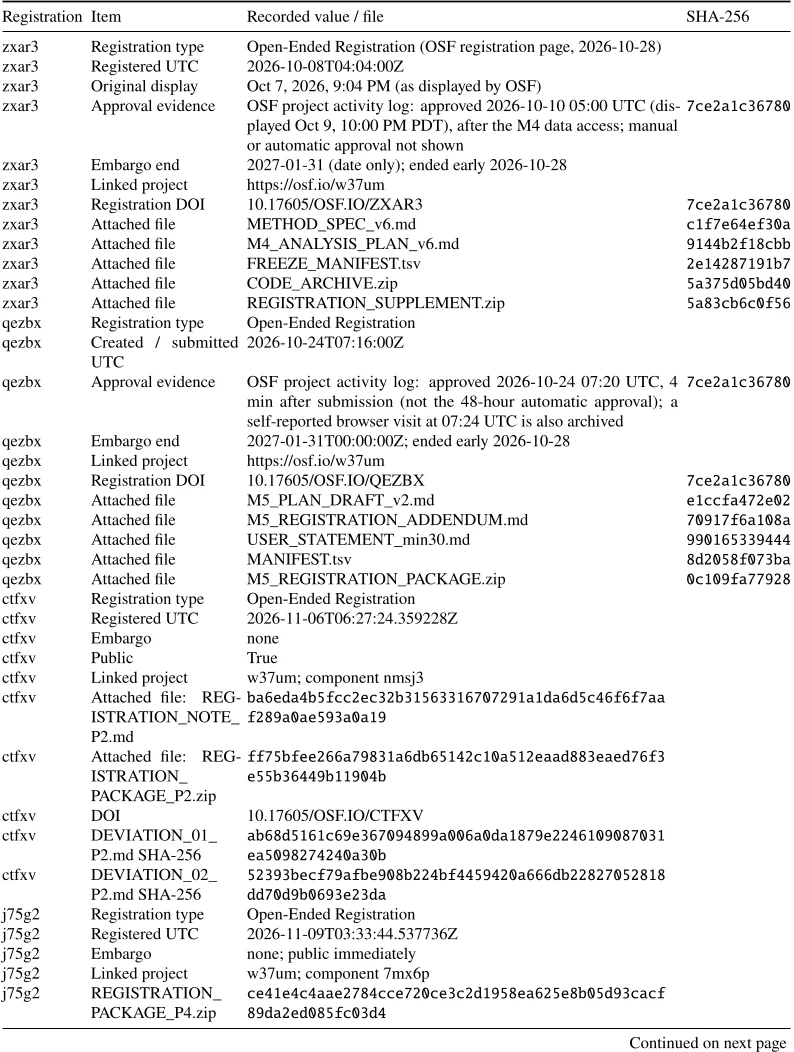 Registration Item Recorded value / file SHA-256
zxar3 Registration type Open-Ended Registration (OSF registration page, 2026-10-28)
zxar3 Registered UTC 2026-10-08T04:04:00Z
zxar3 Original display Oct 7, 2026, 9:04 PM (as displayed by OSF)
zxar3 Approval evidence OSF project activity log: approved 2026-10-10 05:00 UTC (dis- 7ce2a1c36780
played Oct 9, 10:00 PM PDT), after the M4 data access; manual
or automatic approval not shown
zxar3 Embargo end 2027-01-31 (date only); ended early 2026-10-28
zxar3 Linked project https://osf.io/w37um
zxar3 Registration DOI 10.17605/OSF.IO/ZXAR3 7ce2a1c36780
zxar3 Attached file METHOD_SPEC_v6.md c1f7e64ef30a
zxar3 Attached file M4_ANALYSIS_PLAN_v6.md 9144b2f18cbb
zxar3 Attached file FREEZE_MANIFEST.tsv 2e14287191b7
zxar3 Attached file CODE_ARCHIVE.zip 5a375d05bd40
zxar3 Attached file REGISTRATION_SUPPLEMENT.zip 5a83cb6c0f56
qezbx Registration type Open-Ended Registration
qezbx Created / submitted 2026-10-24T07:16:00Z
UTC
qezbx Approval evidence OSF project activity log: approved 2026-10-24 07:20 UTC, 4 7ce2a1c36780
min after submission (not the 48-hour automatic approval); a
self-reported browser visit at 07:24 UTC is also archived
qezbx Embargo end 2027-01-31T00:00:00Z; ended early 2026-10-28
qezbx Linked project https://osf.io/w37um
qezbx Registration DOI 10.17605/OSF.IO/QEZBX 7ce2a1c36780
qezbx Attached file M5_PLAN_DRAFT_v2.md e1ccfa472e02
qezbx Attached file M5_REGISTRATION_ADDENDUM.md 70917f6a108a
qezbx Attached file USER_STATEMENT_min30.md 990165339444
qezbx Attached file MANIFEST.tsv 8d2058f073ba
qezbx Attached file M5_REGISTRATION_PACKAGE.zip 0c109fa77928
ctfxv Registration type Open-Ended Registration
ctfxv Registered UTC 2026-11-06T06:27:24.359228Z
ctfxv Embargo none
ctfxv Public True
ctfxv Linked project w37um; component nmsj3
ctfxv Attached file: REG- ba6eda4b5fcc2ec32b31563316707291a1da6d5c46f6f7aa
ISTRATION_NOTE_ f289a0ae593a0a19
P2.md
ctfxv Attached file: REG- ff75bfee266a79831a6db65142c10a512eaad883eaed76f3
ISTRATION_ e55b36449b11904b
PACKAGE_P2.zip
ctfxv DOI 10.17605/OSF.IO/CTFXV
ctfxv DEVIATION_01_ ab68d5161c69e367094899a006a0da1879e2246109087031
P2.md SHA-256 ea5098274240a30b
ctfxv DEVIATION_02_ 52393becf79afbe908b224bf4459420a666db22827052818
P2.md SHA-256 dd70d9b0693e23da
j75g2 Registration type Open-Ended Registration
j75g2 Registered UTC 2026-11-09T03:33:44.537736Z
j75g2 Embargo none; public immediately
j75g2 Linked project w37um; component 7mx6p
j75g2 REGISTRATION_ ce41e4c4aae2784cce720ce3c2d1958ea625e8b05d93cacf
PACKAGE_P4.zip 89da2ed085fc03d4
Continued on next page